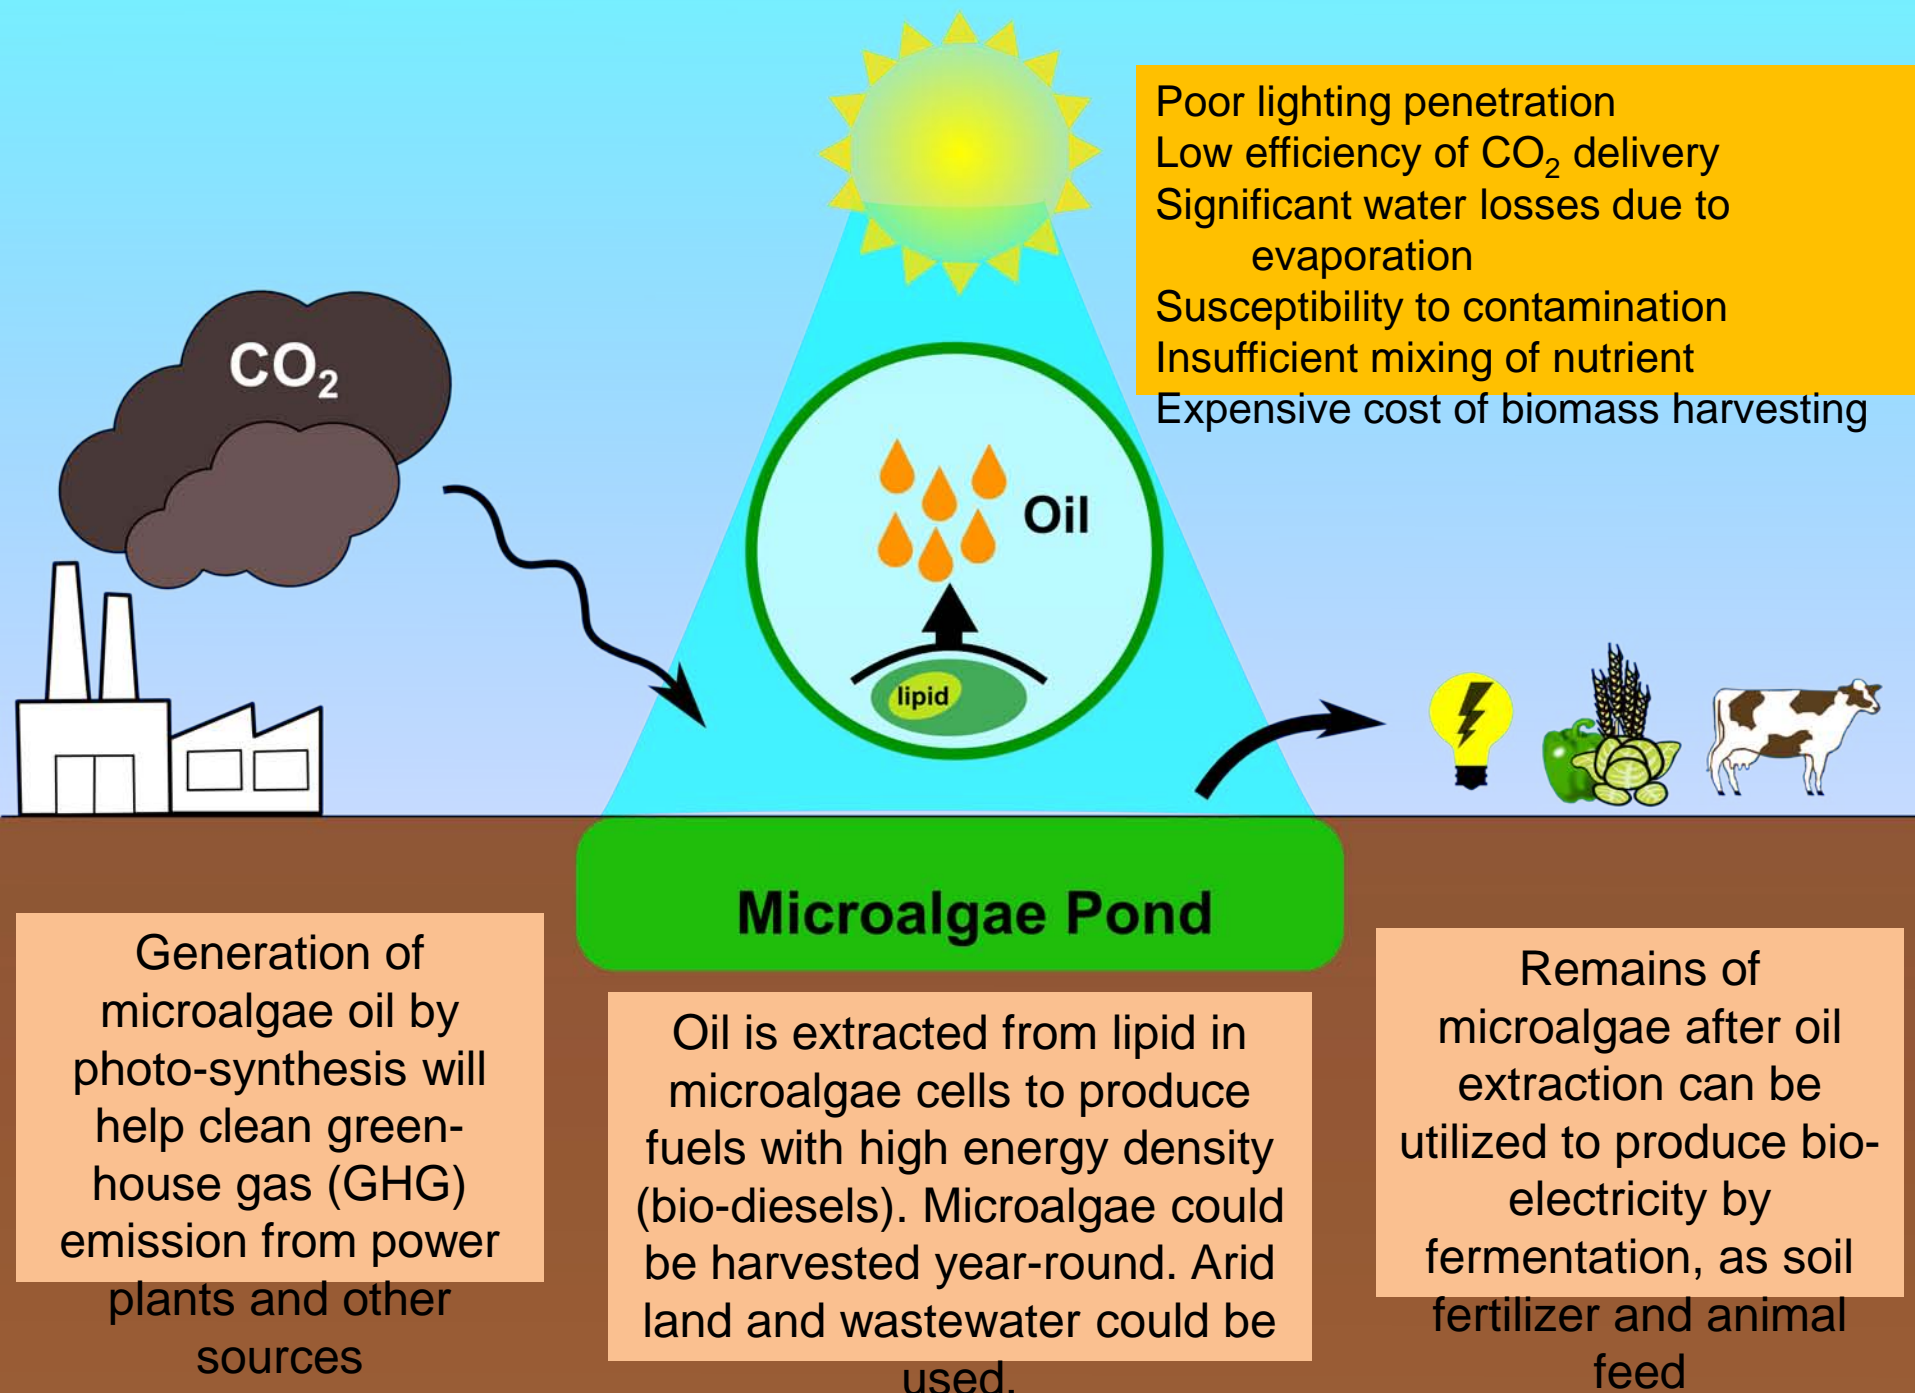 Poor lighting penetration
Low efficiency of CO₂ delivery
Significant water losses due to
evaporation
Susceptibility to contamination
Insufficient mixing of nutrient
Expensive cost of biomass harvesting
CO₂
Oil
lipid
Microalgae Pond
Generation of
microalgae oil by
photo-synthesis will
help clean green-
house gas (GHG)
emission from power
plants and other
sources
Oil is extracted from lipid in
microalgae cells to produce
fuels with high energy density
(bio-diesels). Microalgae could
be harvested year-round. Arid
land and wastewater could be
used.
Remains of
microalgae after oil
extraction can be
utilized to produce bio-
electricity by
fermentation, as soil
fertilizer and animal
feed